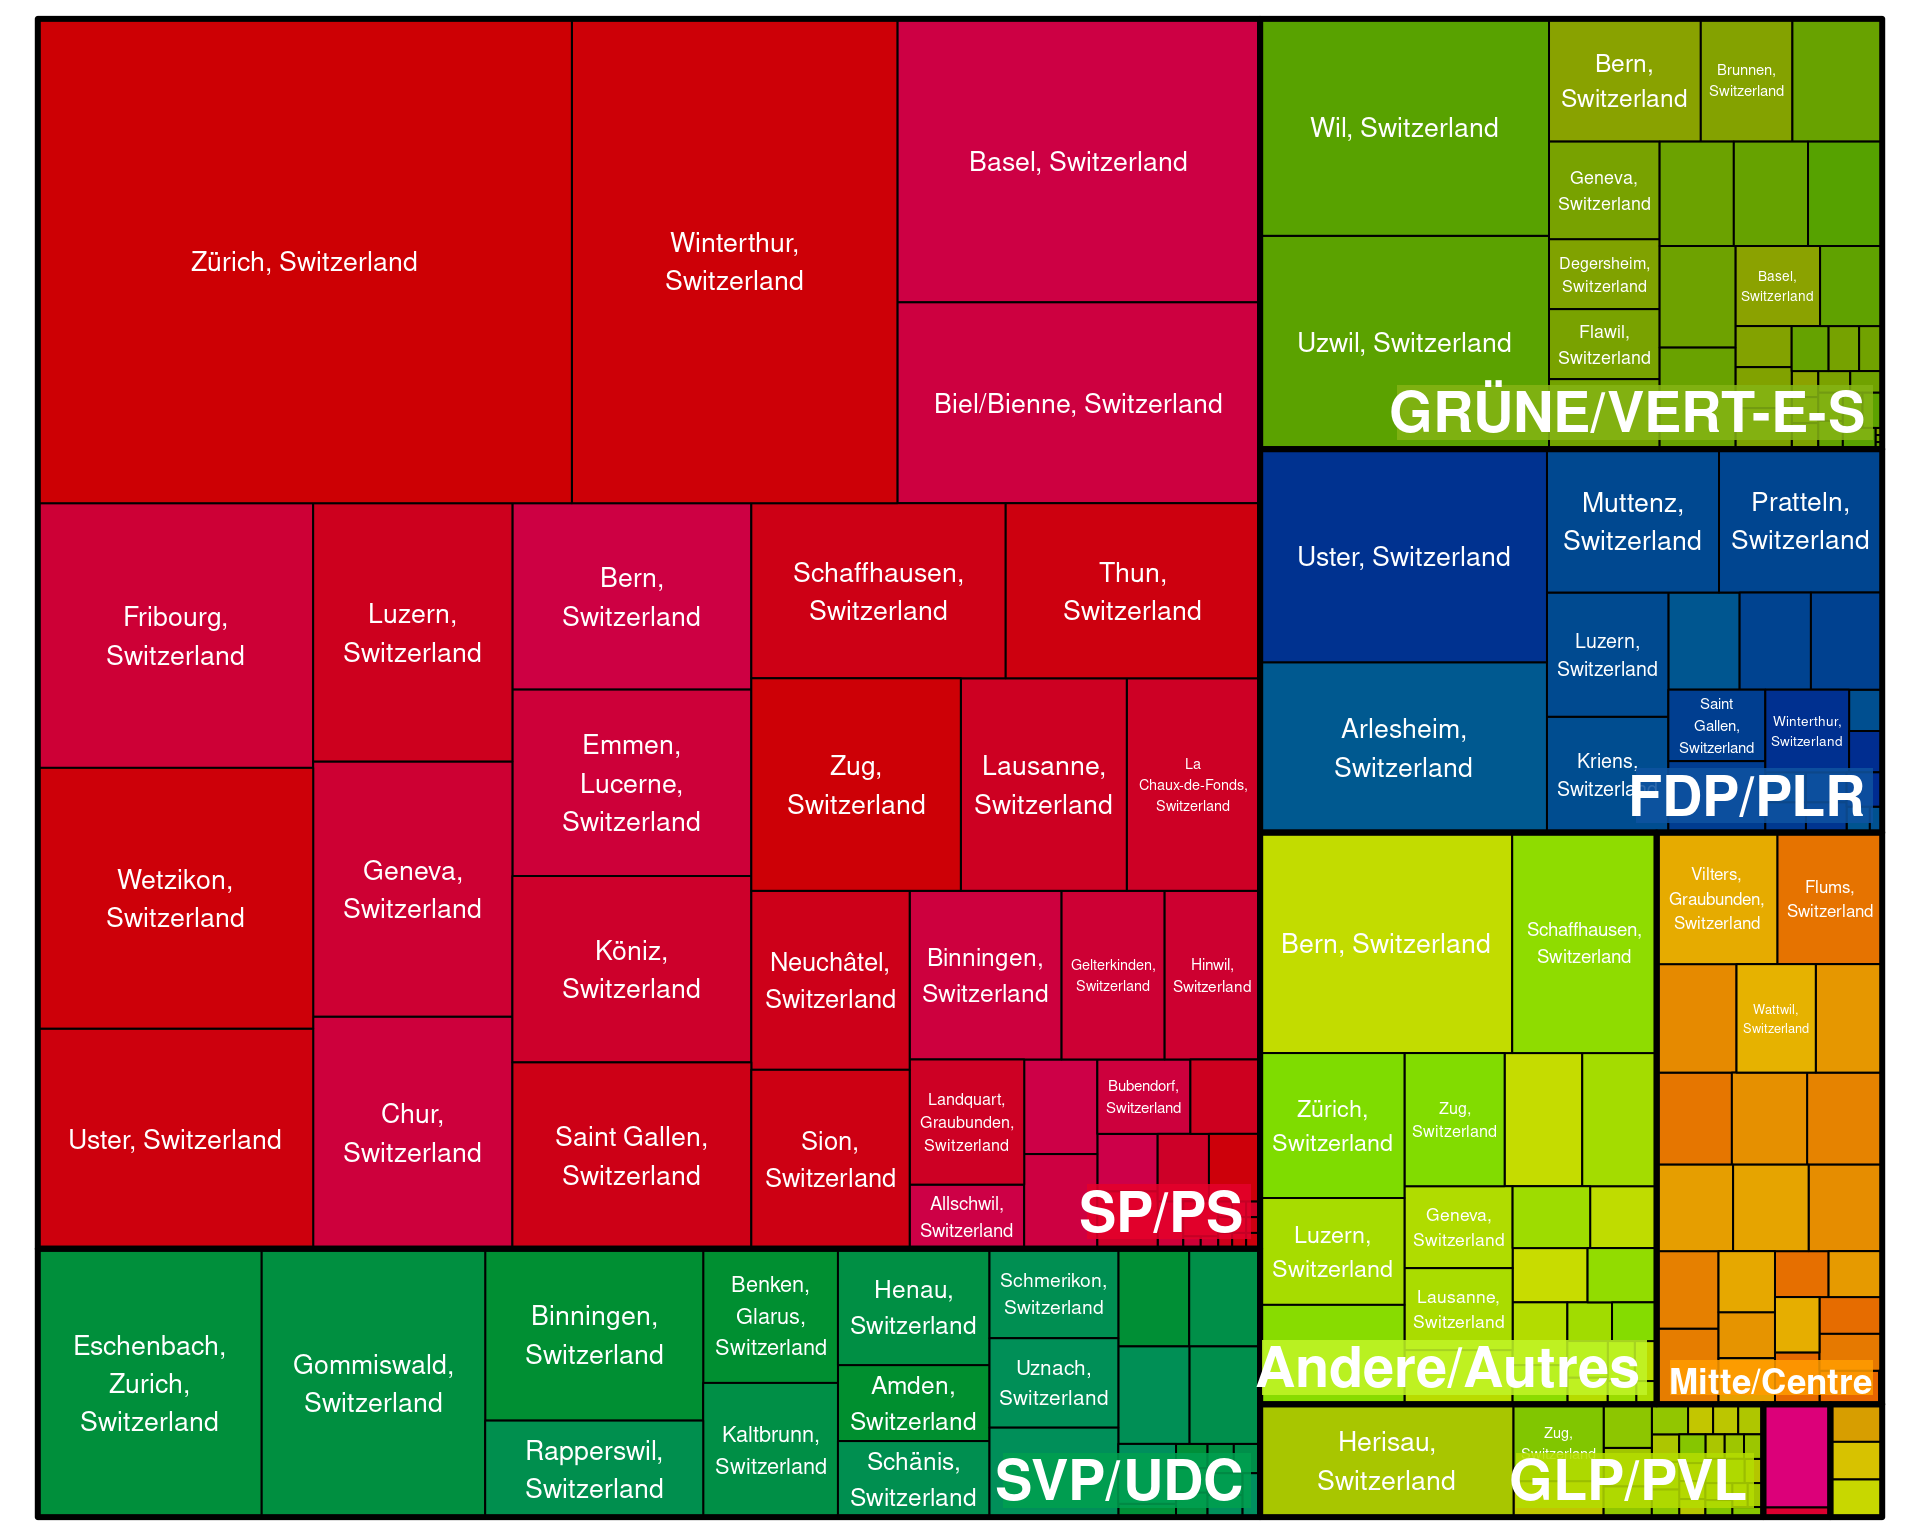 Zürich, Switzerland
Winterthur,
Switzerland
Basel, Switzerland
Biel/Bienne, Switzerland
Fribourg,
Switzerland
Luzern,
Switzerland
Bern,
Switzerland
Schaffhausen,
Switzerland
Thun,
Switzerland
Emmen,
Lucerne,
Switzerland
Zug,
Switzerland
Lausanne,
Switzerland
La
Chaux-de-Fonds,
Switzerland
Wetzikon,
Switzerland
Geneva,
Switzerland
Köniz,
Switzerland
Neuchâtel,
Switzerland
Binningen,
Switzerland
Gelterkinden,
Switzerland
Hinwil,
Switzerland
Uster, Switzerland
Chur,
Switzerland
Saint Gallen,
Switzerland
Sion,
Switzerland
Landquart,
Graubunden,
Switzerland
Bubendorf,
Switzerland
Allschwil,
Switzerland
SP/PS
Eschenbach,
Zurich,
Switzerland
Gommiswald,
Switzerland
Binningen,
Switzerland
Rapperswil,
Switzerland
Benken,
Glarus,
Switzerland
Kaltbrunn,
Switzerland
Henau,
Switzerland
Amden,
Switzerland
Schänis,
Switzerland
Schmerikon,
Switzerland
Uznach,
Switzerland
SVP/UDC
Wil, Switzerland
Uzwil, Switzerland
Bern,
Switzerland
Brunnen,
Switzerland
Geneva,
Switzerland
Degersheim,
Switzerland
Basel,
Switzerland
Flawil,
Switzerland
GRÜNE/VERT-E-S
Uster, Switzerland
Arlesheim,
Switzerland
Muttenz,
Switzerland
Pratteln,
Switzerland
Luzern,
Switzerland
Saint
Gallen,
Switzerland
Winterthur,
Switzerland
Kriens,
Switzerland
FDP/PLR
Bern, Switzerland
Schaffhausen,
Switzerland
Zürich,
Switzerland
Zug,
Switzerland
Luzern,
Switzerland
Geneva,
Switzerland
Lausanne,
Switzerland
Andere/Autres
Vilters,
Graubunden,
Switzerland
Flums,
Switzerland
Wattwil,
Switzerland
Mitte/Centre
Herisau,
Switzerland
Zug,
Switzerland
GLP/PVL